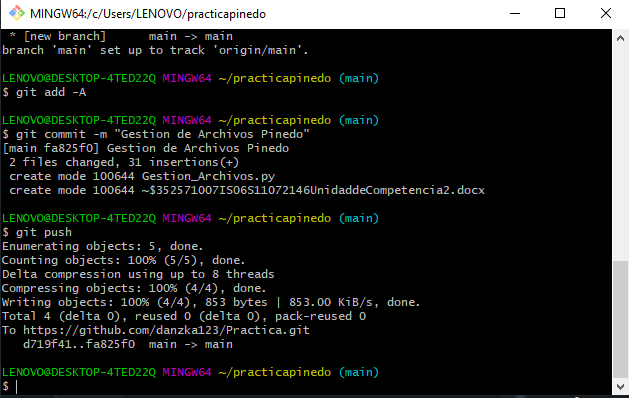 MINGW64:/c/Users/LENOVO/practicapinedo
 * [new branch]      main -> main
branch 'main' set up to track 'origin/main'.
LENOVO@DESKTOP-4TED22Q MINGW64 ~/practicapinedo (main)
$ git add -A
LENOVO@DESKTOP-4TED22Q MINGW64 ~/practicapinedo (main)
$ git commit -m "Gestion de Archivos Pinedo"
[main fa825f0] Gestion de Archivos Pinedo
 2 files changed, 31 insertions(+)
 create mode 100644 Gestion_Archivos.py
 create mode 100644 ~$352571007IS06S11072146UnidaddeCompetencia2.docx
LENOVO@DESKTOP-4TED22Q MINGW64 ~/practicapinedo (main)
$ git push
Enumerating objects: 5, done.
Counting objects: 100% (5/5), done.
Delta compression using up to 8 threads
Compressing objects: 100% (4/4), done.
Writing objects: 100% (4/4), 853 bytes | 853.00 KiB/s, done.
Total 4 (delta 0), reused 0 (delta 0), pack-reused 0
To https://github.com/danzka123/Practica.git
   d719f41..fa825f0  main -> main
LENOVO@DESKTOP-4TED22Q MINGW64 ~/practicapinedo (main)
$